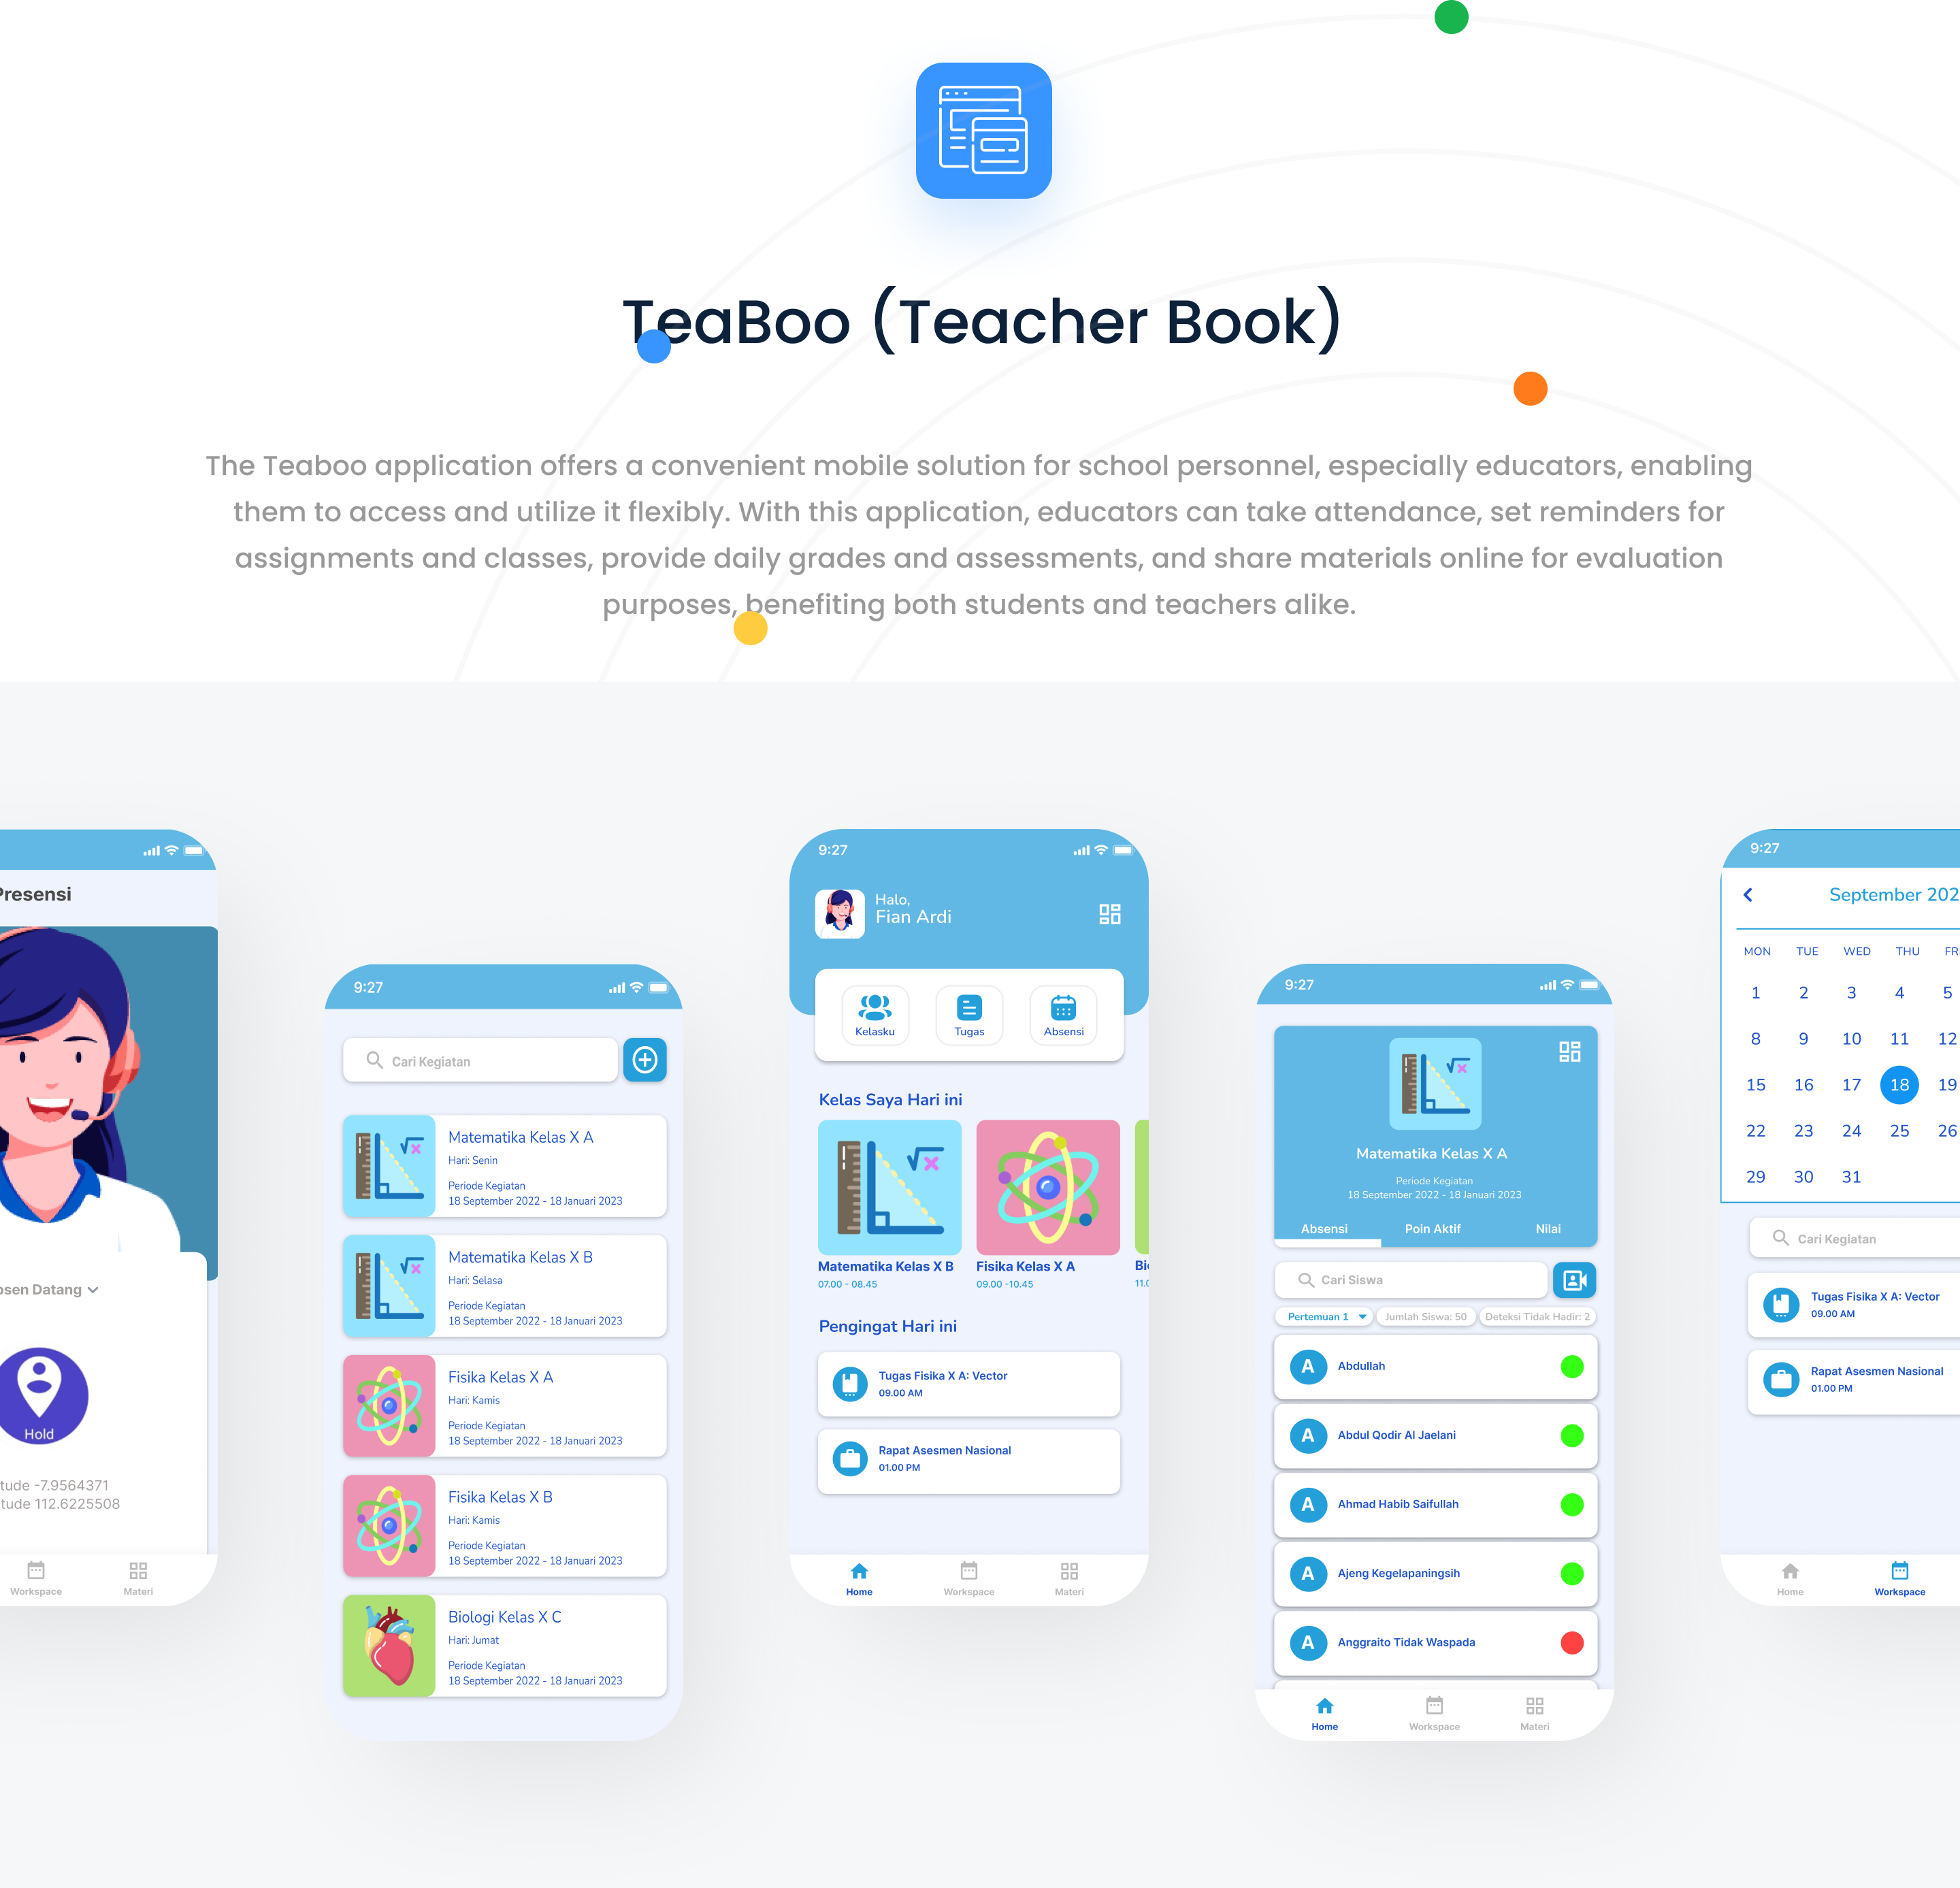 TeaBoo (Teacher Book)
The Teaboo application offers a convenient mobile solution for school personnel, especially educators, enabling
them to access and utilize it flexibly. With this application, educators can take attendance, set reminders for
assignments and classes, provide daily grades and assessments, and share materials online for evaluation
purposes, benefiting both students and teachers alike.
Presensi
sen Datang
Hold
tude -7.9564371
tude 112.6225508
Workspace
Materi
9:27
Cari Kegiatan
Matematika Kelas X A
Hari: Senin
Periode Kegiatan
18 September 2022 - 18 Januari 2023
Matematika Kelas X B
Hari: Selasa
Periode Kegiatan
18 September 2022 - 18 Januari 2023
Fisika Kelas X A
Hari: Kamis
Periode Kegiatan
18 September 2022 - 18 Januari 2023
Fisika Kelas X B
Hari: Kamis
Periode Kegiatan
18 September 2022 - 18 Januari 2023
Biologi Kelas X C
Hari: Jumat
Periode Kegiatan
18 September 2022 - 18 Januari 2023
9:27
Halo,
Fian Ardi
Kelasku
Tugas
Absensi
Kelas Saya Hari ini
Matematika Kelas X B
07.00 - 08.45
Fisika Kelas X A
09.00 -10.45
Bi
11.0
Pengingat Hari ini
Tugas Fisika X A: Vector
09.00 AM
Rapat Asesmen Nasional
01.00 PM
Home
Workspace
Materi
9:27
Matematika Kelas X A
Periode Kegiatan
18 September 2022 - 18 Januari 2023
Absensi
Poin Aktif
Nilai
Cari Siswa
Pertemuan 1
Jumlah Siswa: 50
Deteksi Tidak Hadir: 2
A
Abdullah
A
Abdul Qodir Al Jaelani
A
Ahmad Habib Saifullah
A
Ajeng Kegelapaningsih
A
Anggraito Tidak Waspada
Home
Workspace
Materi
9:27
September 202
MON TUE WED THU FR
1 2 3 4 5
8 9 10 11 12
15 16 17 18 19
22 23 24 25 26
29 30 31
Cari Kegiatan
Tugas Fisika X A: Vector
09.00 AM
Rapat Asesmen Nasional
01.00 PM
Home
Workspace